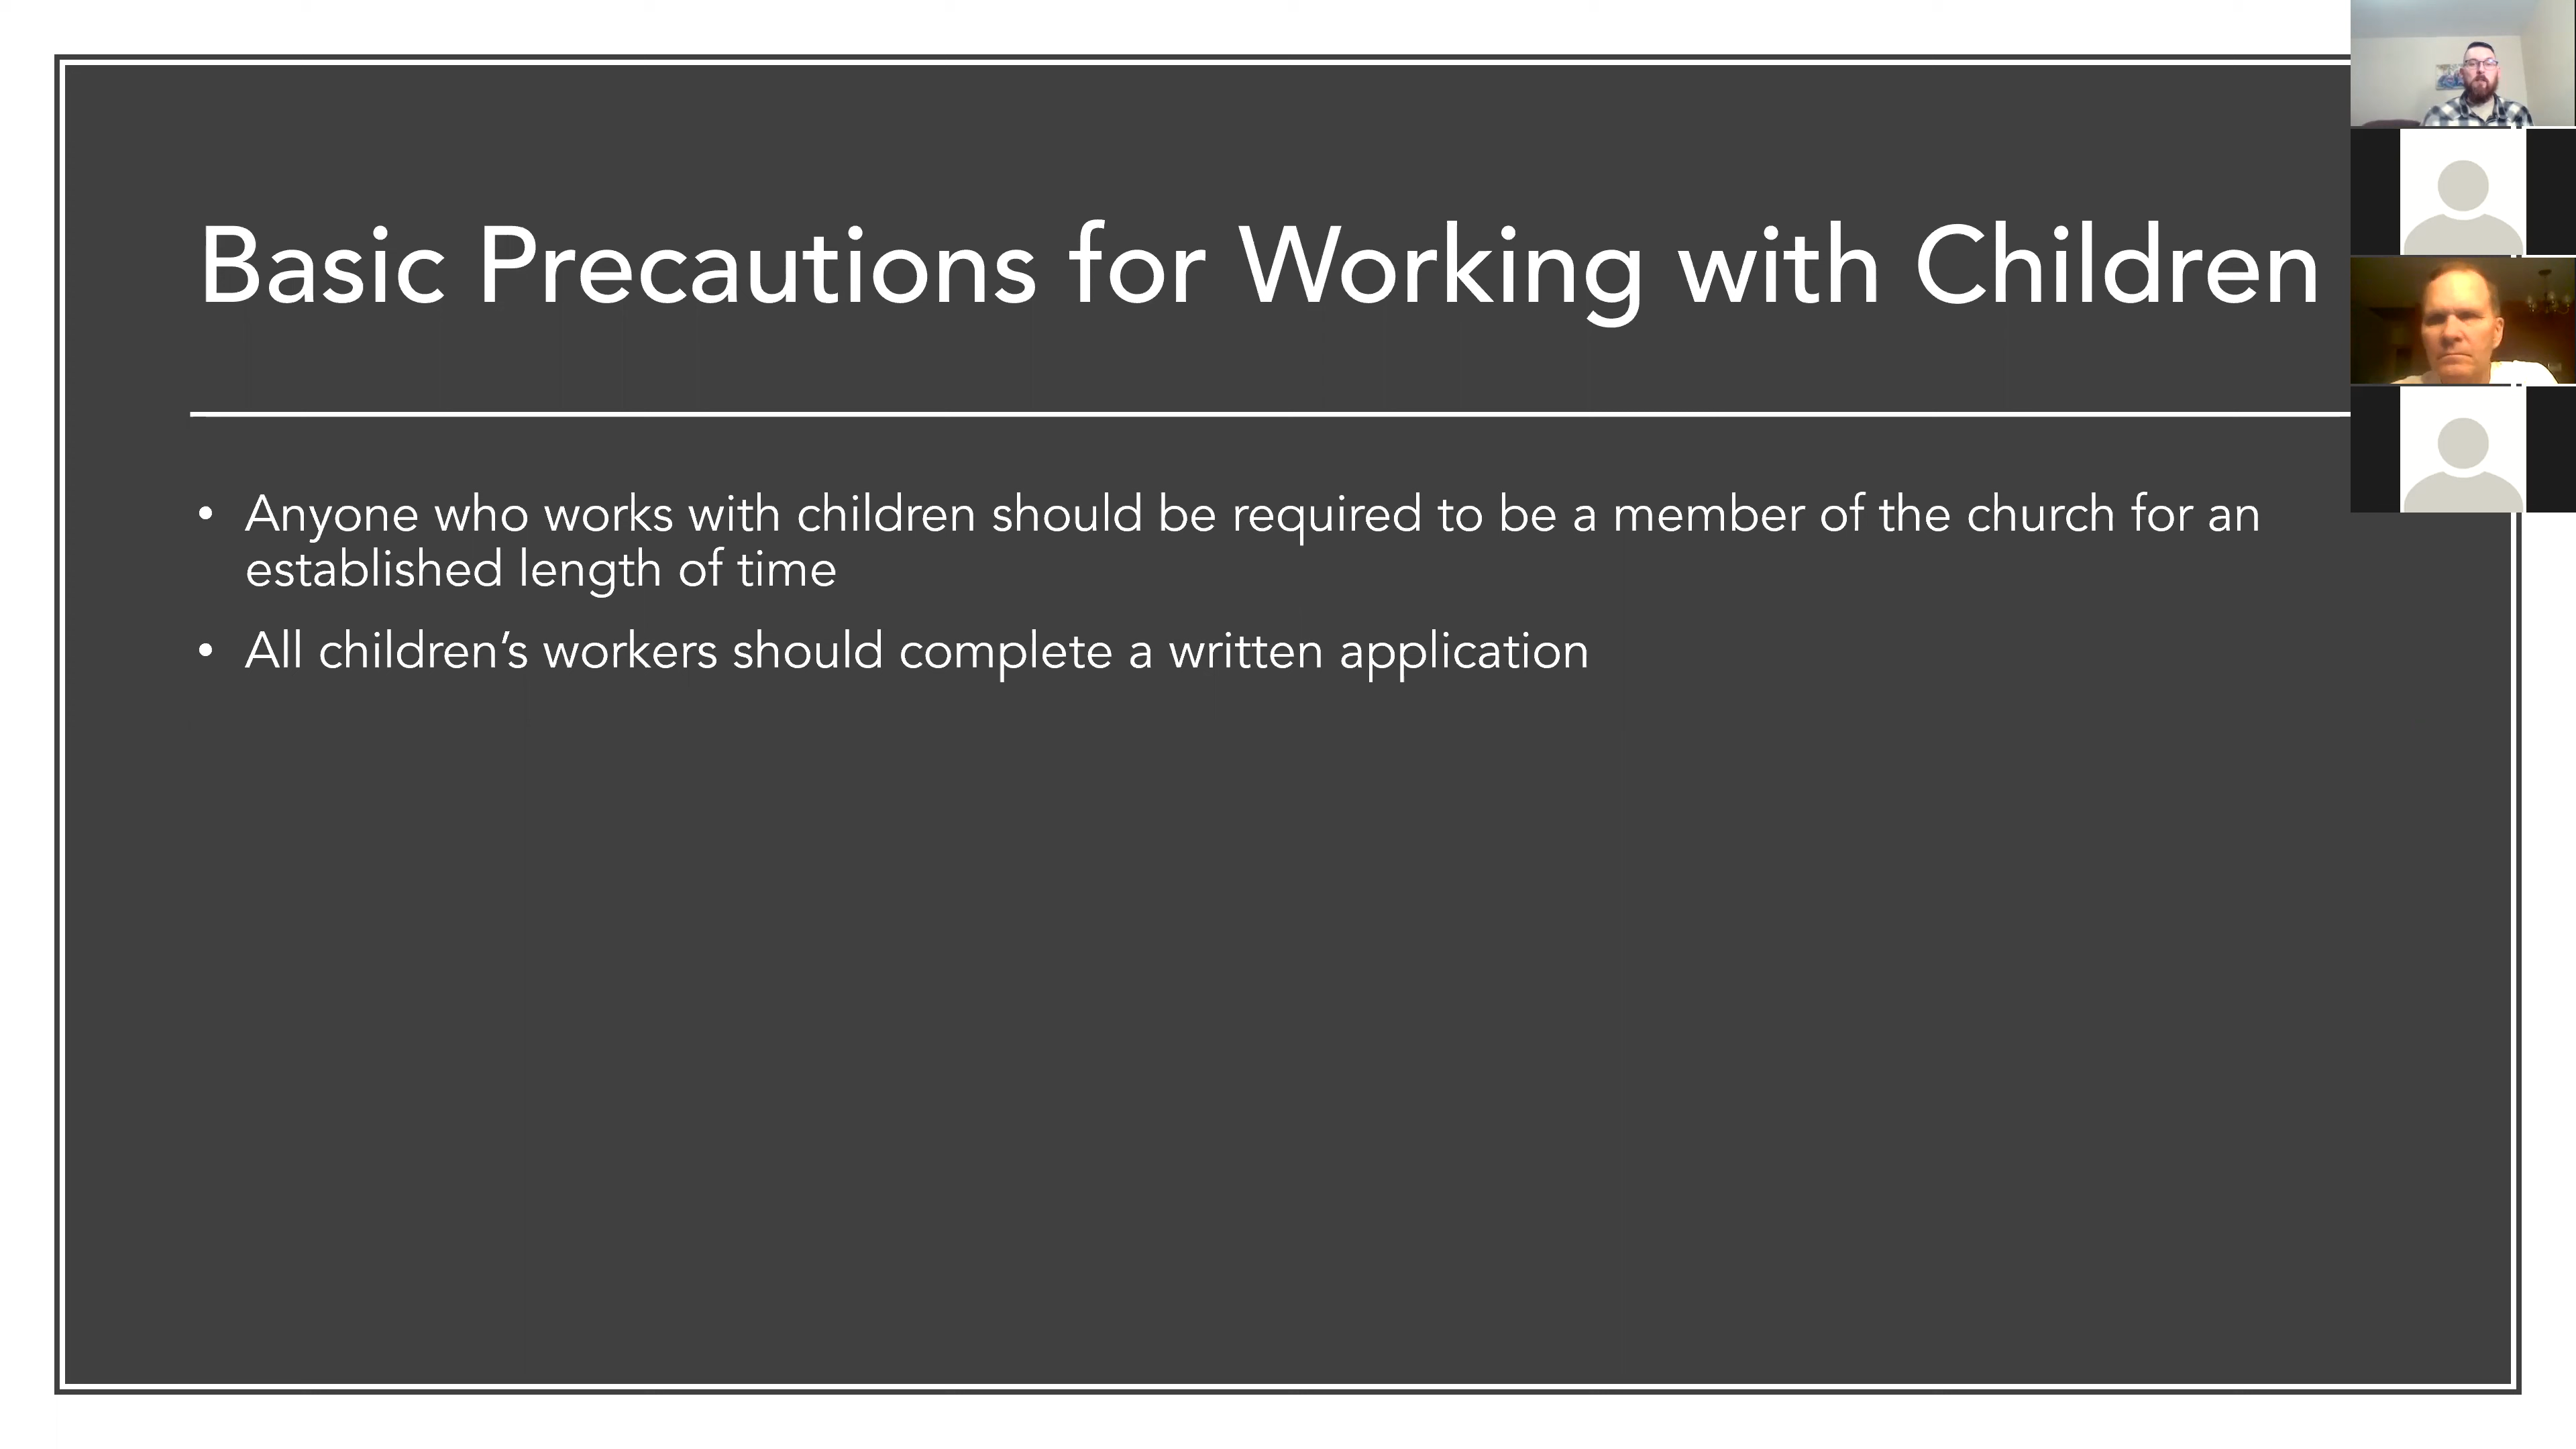 Basic Precautions for Working with Children
• Anyone who works with children should be required to be a member of the church for an
established length of time
• All children’s workers should complete a written application